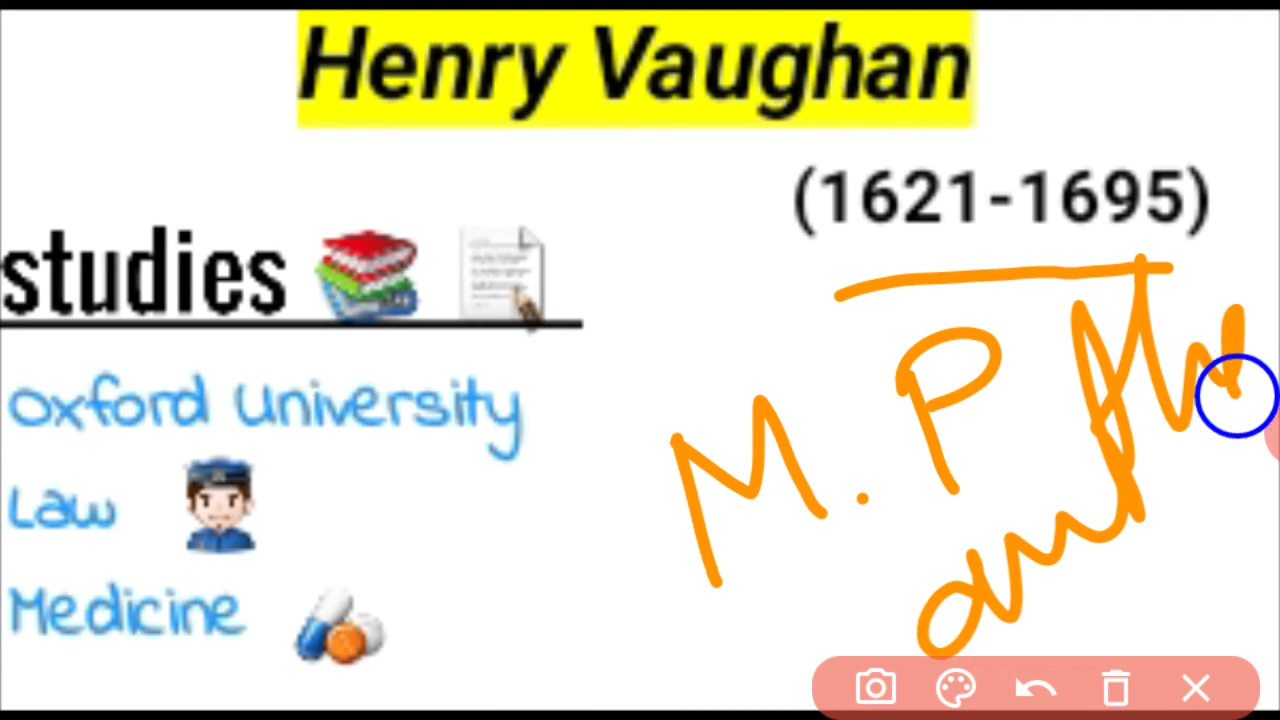 Henry Vaughan
(1621-1695)
studies
Oxford University
Law
Medicine
M. P